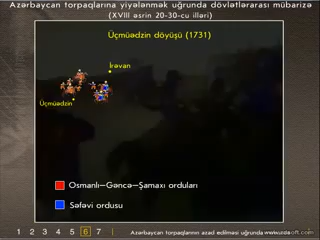 Azərbaycan torpaqlarına yiyələnmək uğrunda dövlətlərarası mübarizə
(XVIII əsrin 20-30-cu illəri)
Üçmüədzin döyüşü (1731)
İrəvan
Üçmüədzin
Osmanlı-Gəncə-Şamaxı orduları
Səfəvi ordusu
1 2 3 4 5 6 7
Azərbaycan torpaqlarının azad edilməsi uğrunda